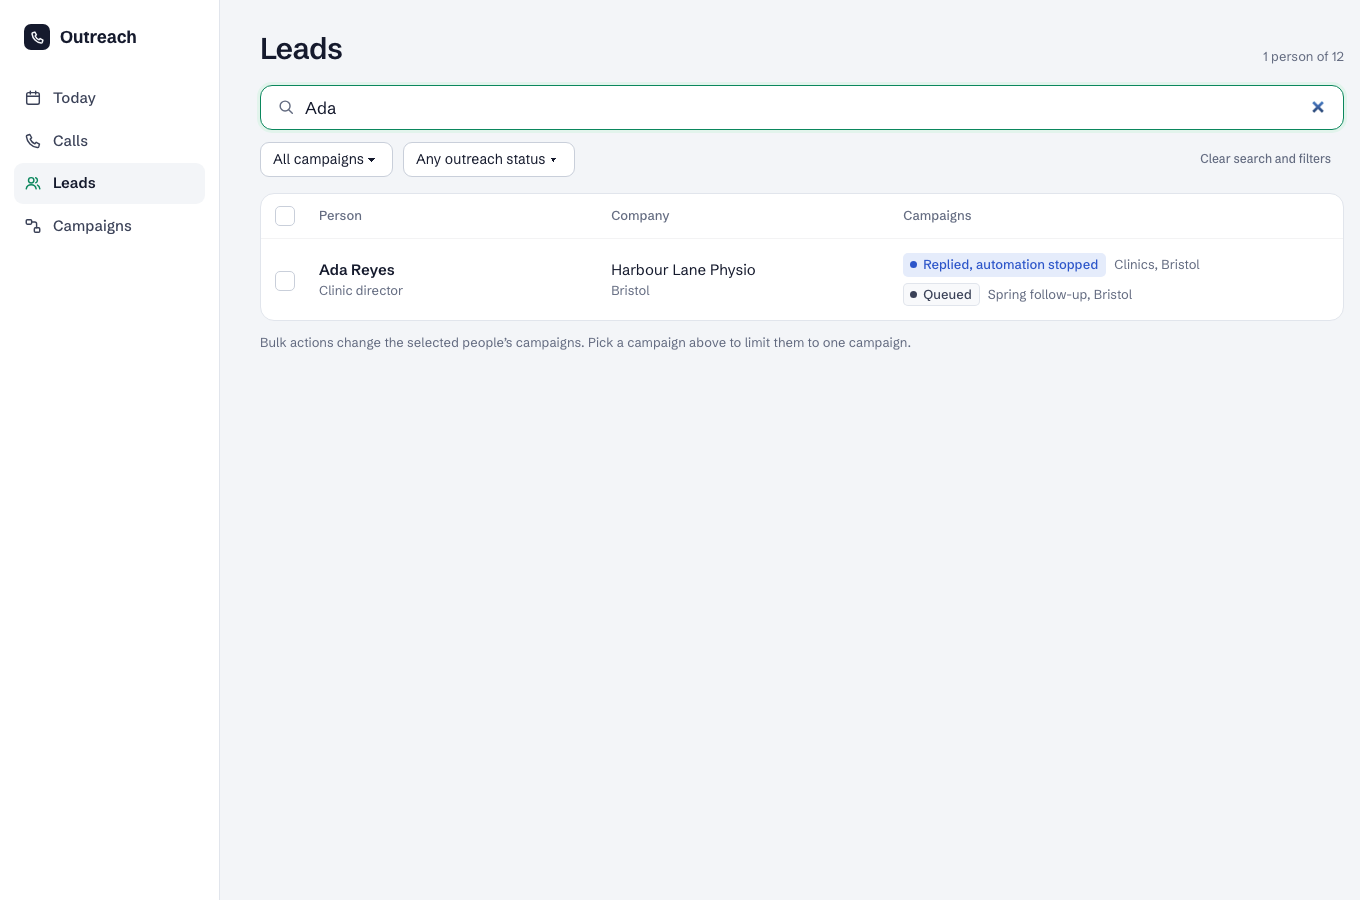 Outreach
Today
Calls
Leads
Campaigns
Leads
1 person of 12
Ada
All campaigns
Any outreach status
Clear search and filters
Person Company Campaigns
Ada Reyes
Clinic director
Harbour Lane Physio
Bristol
Replied, automation stopped Clinics, Bristol
Queued Spring follow-up, Bristol
Bulk actions change the selected people's campaigns. Pick a campaign above to limit them to one campaign.